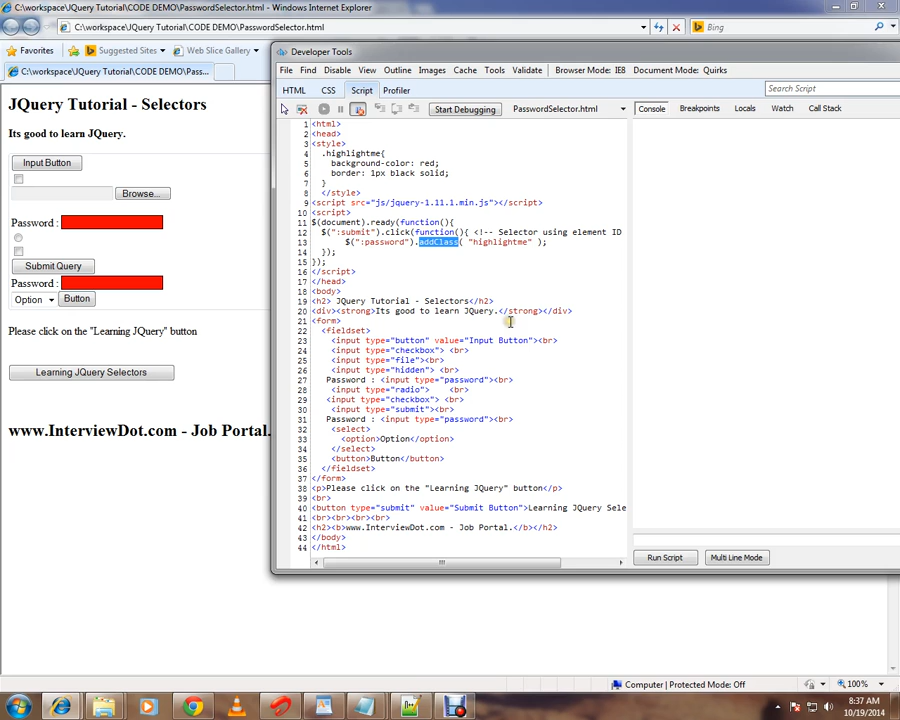 C:\workspace\JQuery Tutorial\CODE DEMO\PasswordSelector.html - Windows Internet Explorer
C:\workspace\JQuery Tutorial\CODE DEMO\PasswordSelector.html
Bing
Favorites
Suggested Sites
Web Slice Gallery
C:\workspace\JQuery Tutorial\CODE DEMO\Pass...
JQuery Tutorial - Selectors
Its good to learn JQuery.
Input Button
Browse...
Password :
Submit Query
Password :
Option
Button
Please click on the "Learning JQuery" button
Learning JQuery Selectors
www.InterviewDot.com - Job Portal.
Developer Tools
File Find Disable View Outline Images Cache Tools Validate Browser Mode: IE8 Document Mode: Quirks
HTML CSS Script Profiler
Search Script
Start Debugging PasswordSelector.html
Console Breakpoints Locals Watch Call Stack
1 <html>
2 <head>
3 <style>
4 .highlightme{
5 background-color: red;
6 border: 1px black solid;
7 }
8 </style>
9 <script src="js/jquery-1.11.1.min.js"></script>
10 <script>
11 $(document).ready(function(){
12 $(":submit").click(function(){ <!-- Selector using element ID
13 $(":password").addClass( "highlightme" );
14 });
15 });
16 </script>
17 </head>
18 <body>
19 <h2> JQuery Tutorial - Selectors</h2>
20 <div><strong>Its good to learn JQuery.</strong></div>
21 <form>
22 <fieldset>
23 <input type="button" value="Input Button"><br>
24 <input type="checkbox"> <br>
25 <input type="file"><br>
26 <input type="hidden"> <br>
27 Password : <input type="password"><br>
28 <input type="radio"> <br>
29 <input type="checkbox"> <br>
30 <input type="submit"><br>
31 Password : <input type="password"><br>
32 <select>
33 <option>Option</option>
34 </select>
35 <button>Button</button>
36 </fieldset>
37 </form>
38 <p>Please click on the "Learning JQuery" button</p>
39 <br>
40 <button type="submit" value="Submit Button">Learning JQuery Sele
41 <br><br><br><br>
42 <h2><b>www.InterviewDot.com - Job Portal.</b></h2>
43 </body>
44 </html>
Run Script
Multi Line Mode
Computer | Protected Mode: Off
100%
8:37 AM
10/19/2014